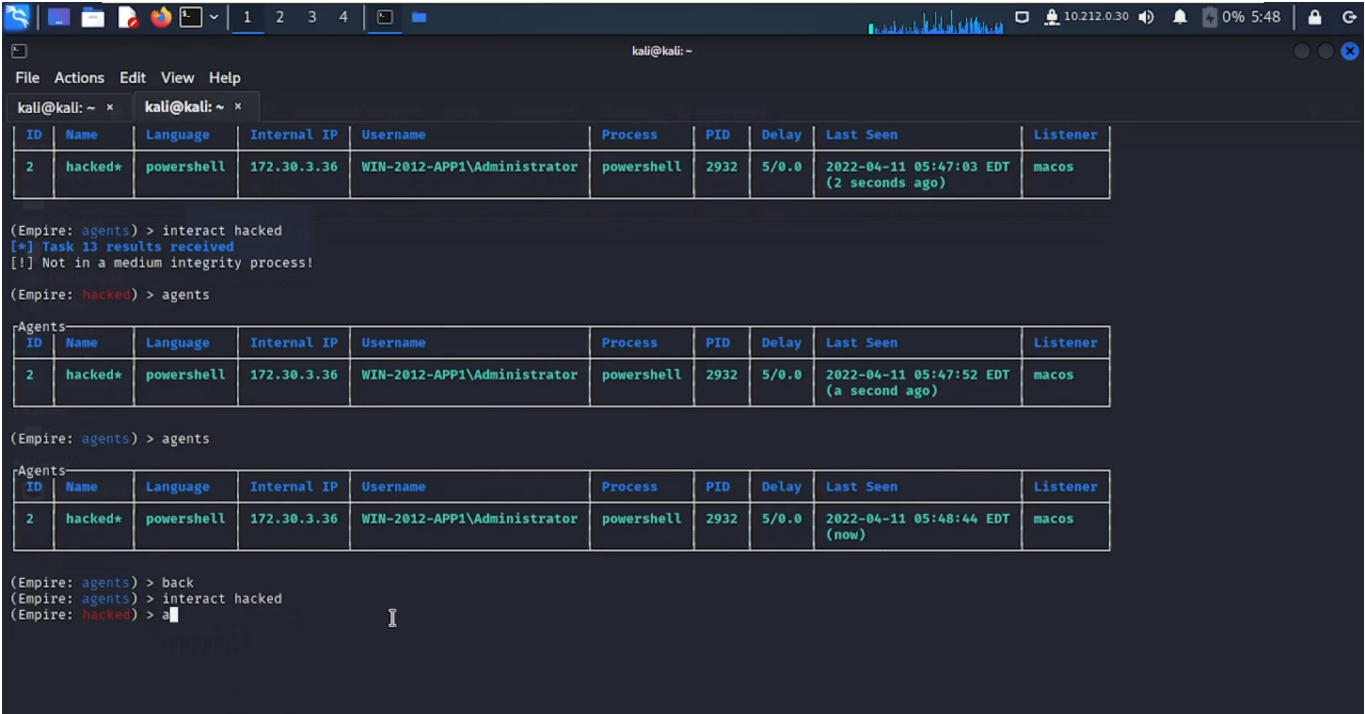 1 2 3 4 10.212.0.30 0% 5:48
kali@kali: ~
File Actions Edit View Help
kali@kali: ~ × kali@kali: ~ ×
ID Name Language Internal IP Username Process PID Delay Last Seen Listener
2 hacked* powershell 172.30.3.36 WIN-2012-APP1\Administrator powershell 2932 5/0.0 2022-04-11 05:47:03 EDT macos
(2 seconds ago)
(Empire: agents) > interact hacked
[*] Task 13 results received
[!] Not in a medium integrity process!
(Empire: hacked) > agents
Agents
ID Name Language Internal IP Username Process PID Delay Last Seen Listener
2 hacked* powershell 172.30.3.36 WIN-2012-APP1\Administrator powershell 2932 5/0.0 2022-04-11 05:47:52 EDT macos
(a second ago)
(Empire: agents) > agents
Agents
ID Name Language Internal IP Username Process PID Delay Last Seen Listener
2 hacked* powershell 172.30.3.36 WIN-2012-APP1\Administrator powershell 2932 5/0.0 2022-04-11 05:48:44 EDT macos
(now)
(Empire: agents) > back
(Empire: agents) > interact hacked
(Empire: hacked) > a